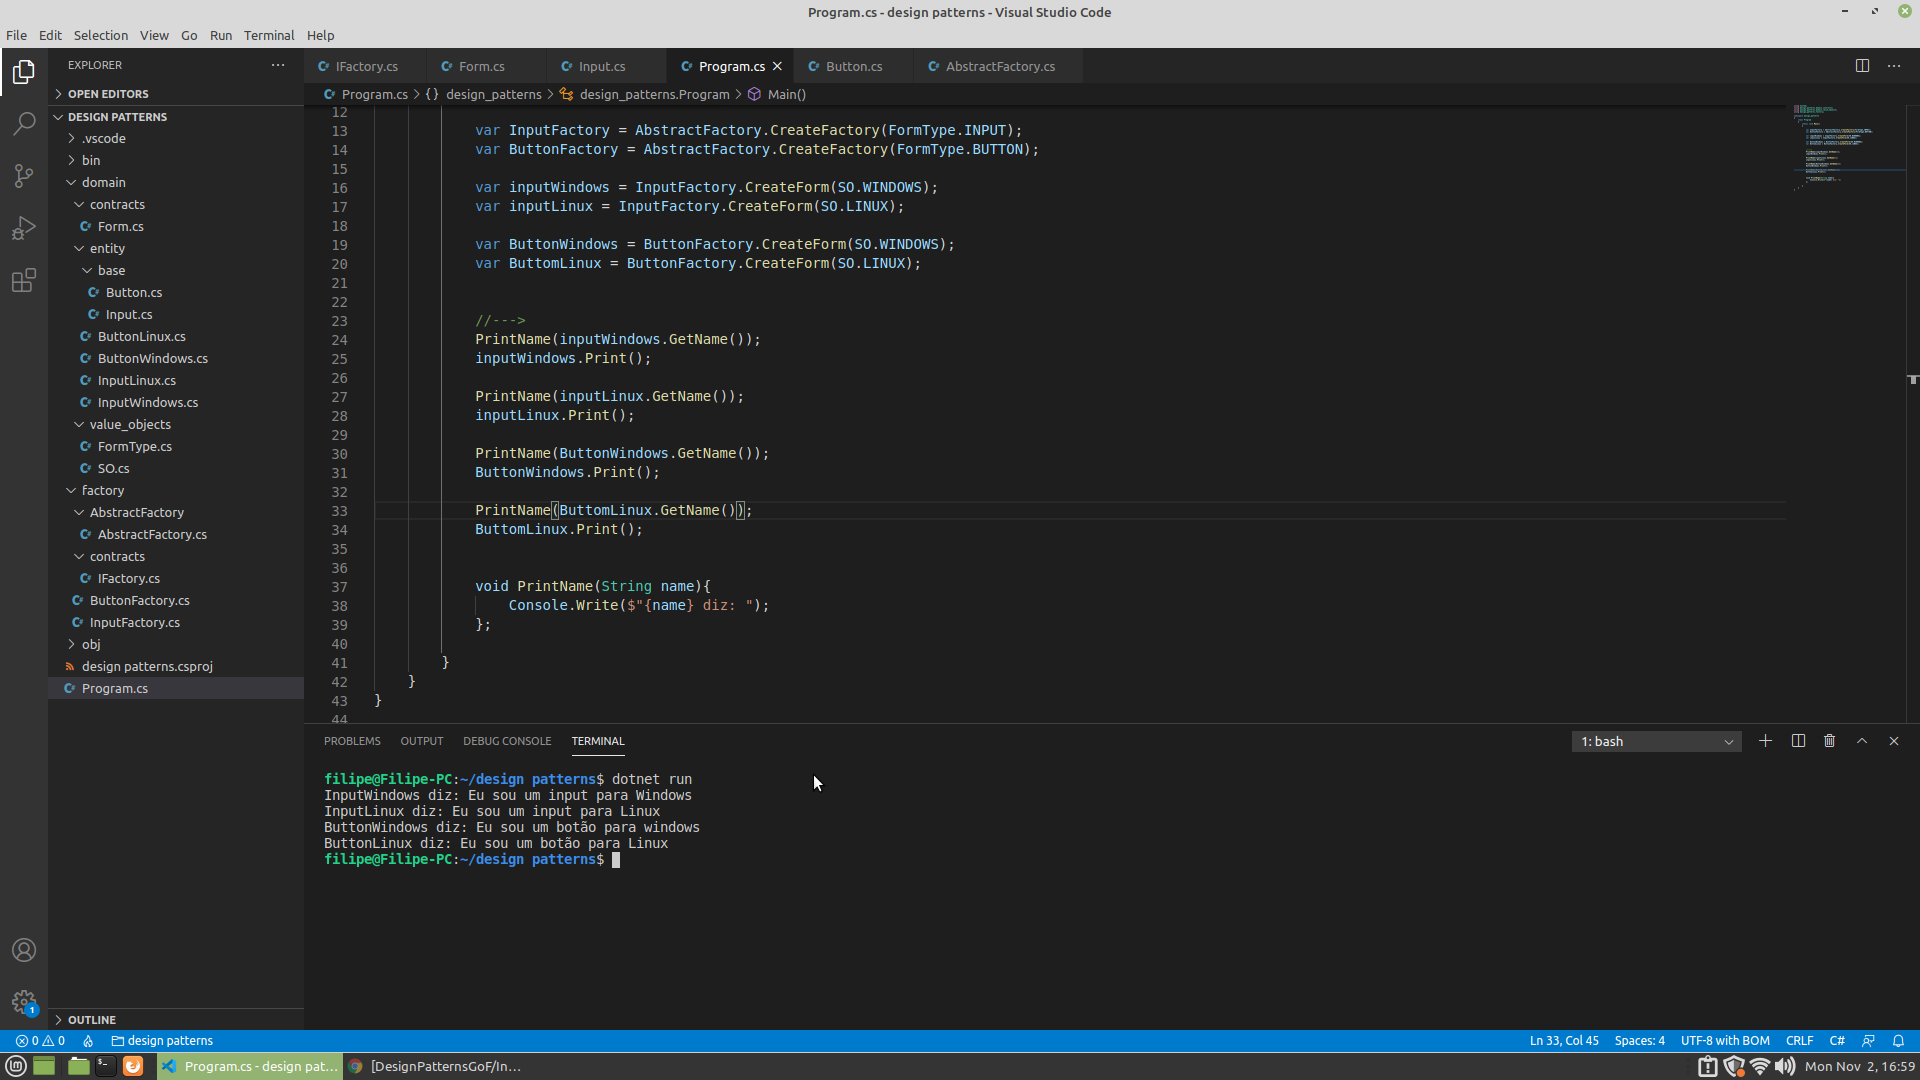 Program.cs - design patterns - Visual Studio Code
File Edit Selection View Go Run Terminal Help
EXPLORER
OPEN EDITORS
DESIGN PATTERNS
.vscode
bin
domain
contracts
Form.cs
entity
base
Button.cs
Input.cs
ButtonLinux.cs
ButtonWindows.cs
InputLinux.cs
InputWindows.cs
value_objects
FormType.cs
SO.cs
factory
AbstractFactory
AbstractFactory.cs
contracts
IFactory.cs
ButtonFactory.cs
InputFactory.cs
obj
design patterns.csproj
Program.cs
OUTLINE
IFactory.cs Form.cs Input.cs Program.cs Button.cs AbstractFactory.cs
Program.cs > {} design_patterns > design_patterns.Program > Main()
12
13 var InputFactory = AbstractFactory.CreateFactory(FormType.INPUT);
14 var ButtonFactory = AbstractFactory.CreateFactory(FormType.BUTTON);
15
16 var inputWindows = InputFactory.CreateForm(SO.WINDOWS);
17 var inputLinux = InputFactory.CreateForm(SO.LINUX);
18
19 var ButtonWindows = ButtonFactory.CreateForm(SO.WINDOWS);
20 var ButtomLinux = ButtonFactory.CreateForm(SO.LINUX);
21
22
23 //--->
24 PrintName(inputWindows.GetName());
25 inputWindows.Print();
26
27 PrintName(inputLinux.GetName());
28 inputLinux.Print();
29
30 PrintName(ButtonWindows.GetName());
31 ButtonWindows.Print();
32
33 PrintName(ButtomLinux.GetName());
34 ButtomLinux.Print();
35
36
37 void PrintName(String name){
38 Console.Write($"{name} diz: ");
39 };
40
41 }
42 }
43 }
44
PROBLEMS OUTPUT DEBUG CONSOLE TERMINAL
1: bash
filipe@Filipe-PC:~/design patterns$ dotnet run
InputWindows diz: Eu sou um input para Windows
InputLinux diz: Eu sou um input para Linux
ButtonWindows diz: Eu sou um botão para windows
ButtonLinux diz: Eu sou um botão para Linux
filipe@Filipe-PC:~/design patterns$
1
0 0 design patterns
Ln 33, Col 45 Spaces: 4 UTF-8 with BOM CRLF C#
Program.cs - design pat... [DesignPatternsGoF/In... Mon Nov 2, 16:59